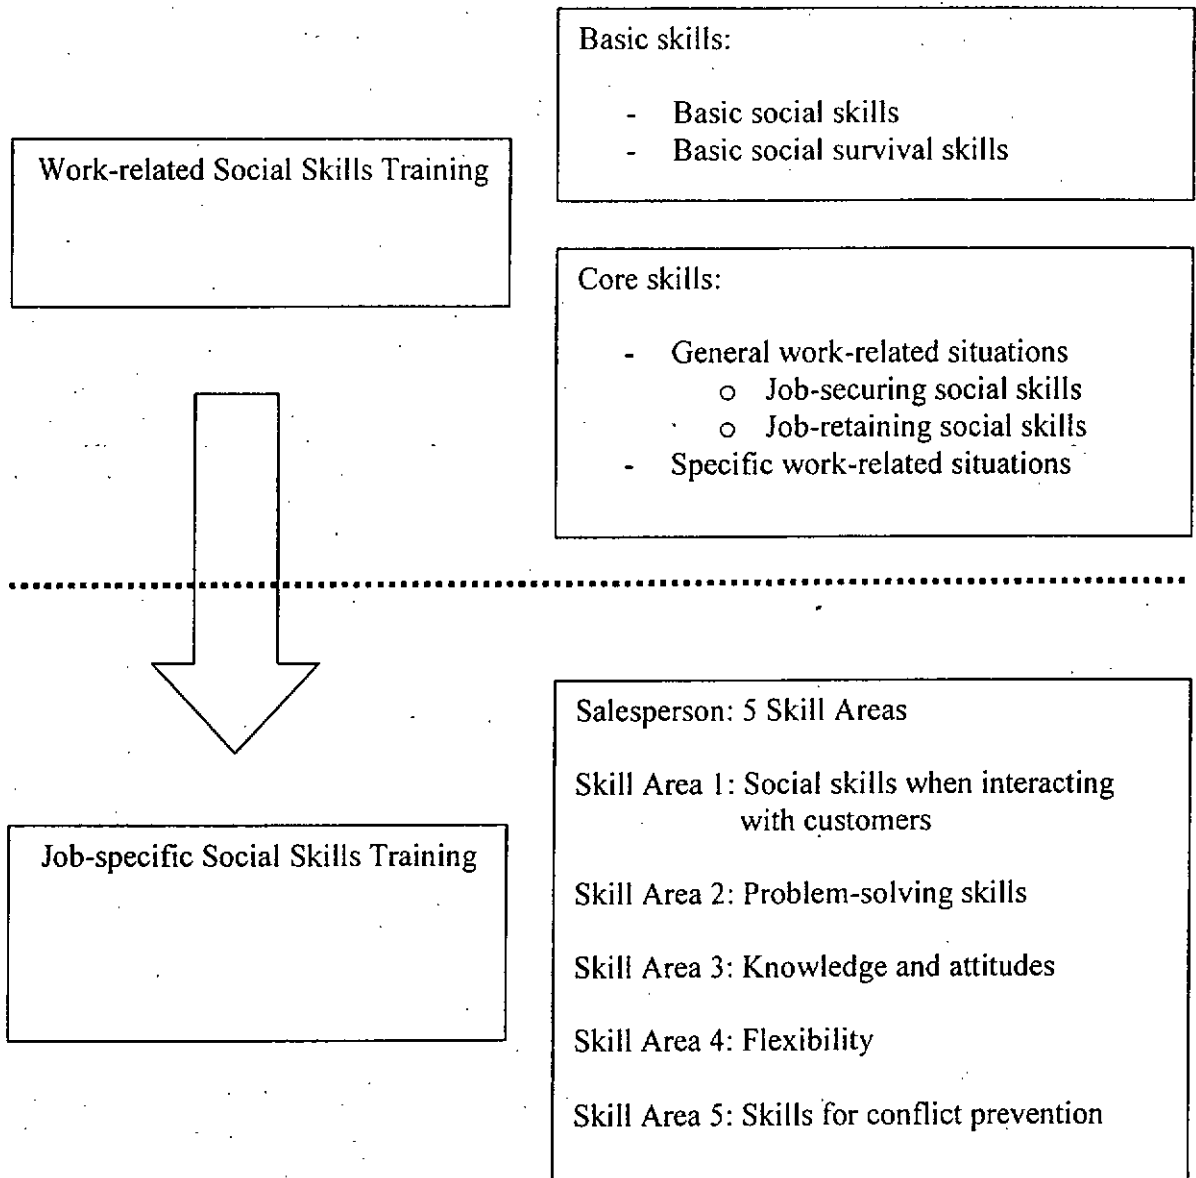 Work-related Social Skills Training
Basic skills:
- Basic social skills
- Basic social survival skills
Core skills:
- General work-related situations
o Job-securing social skills
o Job-retaining social skills
- Specific work-related situations
Job-specific Social Skills Training
Salesperson: 5 Skill Areas
Skill Area 1: Social skills when interacting
with customers
Skill Area 2: Problem-solving skills
Skill Area 3: Knowledge and attitudes
Skill Area 4: Flexibility
Skill Area 5: Skills for conflict prevention